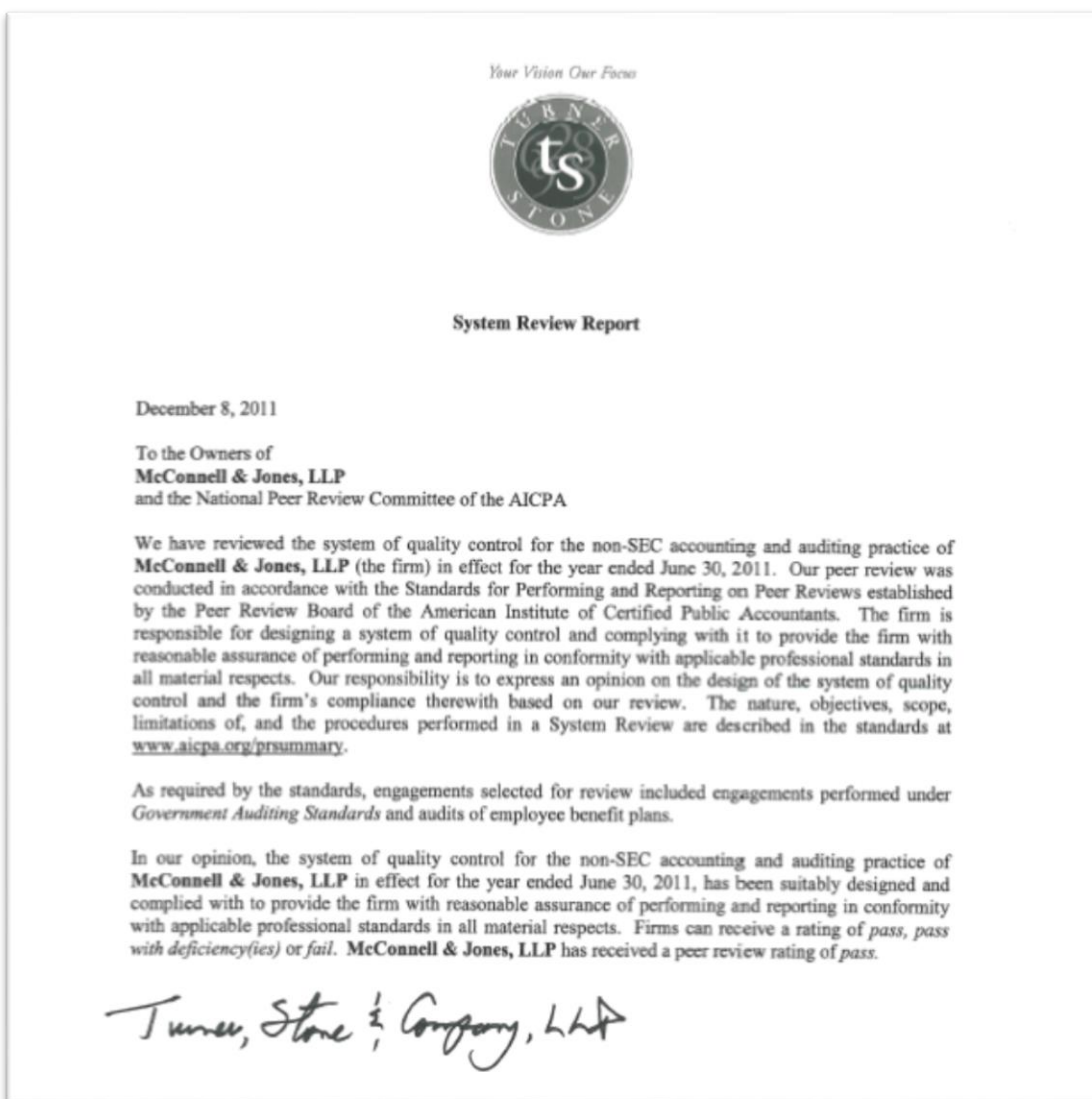 Your Vision Our Focus
TURNER
ts
STONE
System Review Report
December 8, 2011
To the Owners of
McConnell & Jones, LLP
and the National Peer Review Committee of the AICPA
We have reviewed the system of quality control for the non-SEC accounting and auditing practice of
McConnell & Jones, LLP (the firm) in effect for the year ended June 30, 2011. Our peer review was
conducted in accordance with the Standards for Performing and Reporting on Peer Reviews established
by the Peer Review Board of the American Institute of Certified Public Accountants. The firm is
responsible for designing a system of quality control and complying with it to provide the firm with
reasonable assurance of performing and reporting in conformity with applicable professional standards in
all material respects. Our responsibility is to express an opinion on the design of the system of quality
control and the firm's compliance therewith based on our review. The nature, objectives, scope,
limitations of, and the procedures performed in a System Review are described in the standards at
www.aicpa.org/prsummary.
As required by the standards, engagements selected for review included engagements performed under
Government Auditing Standards and audits of employee benefit plans.
In our opinion, the system of quality control for the non-SEC accounting and auditing practice of
McConnell & Jones, LLP in effect for the year ended June 30, 2011, has been suitably designed and
complied with to provide the firm with reasonable assurance of performing and reporting in conformity
with applicable professional standards in all material respects. Firms can receive a rating of pass, pass
with deficiency(ies) or fail. McConnell & Jones, LLP has received a peer review rating of pass.
Turner, Stone & Company, LLP